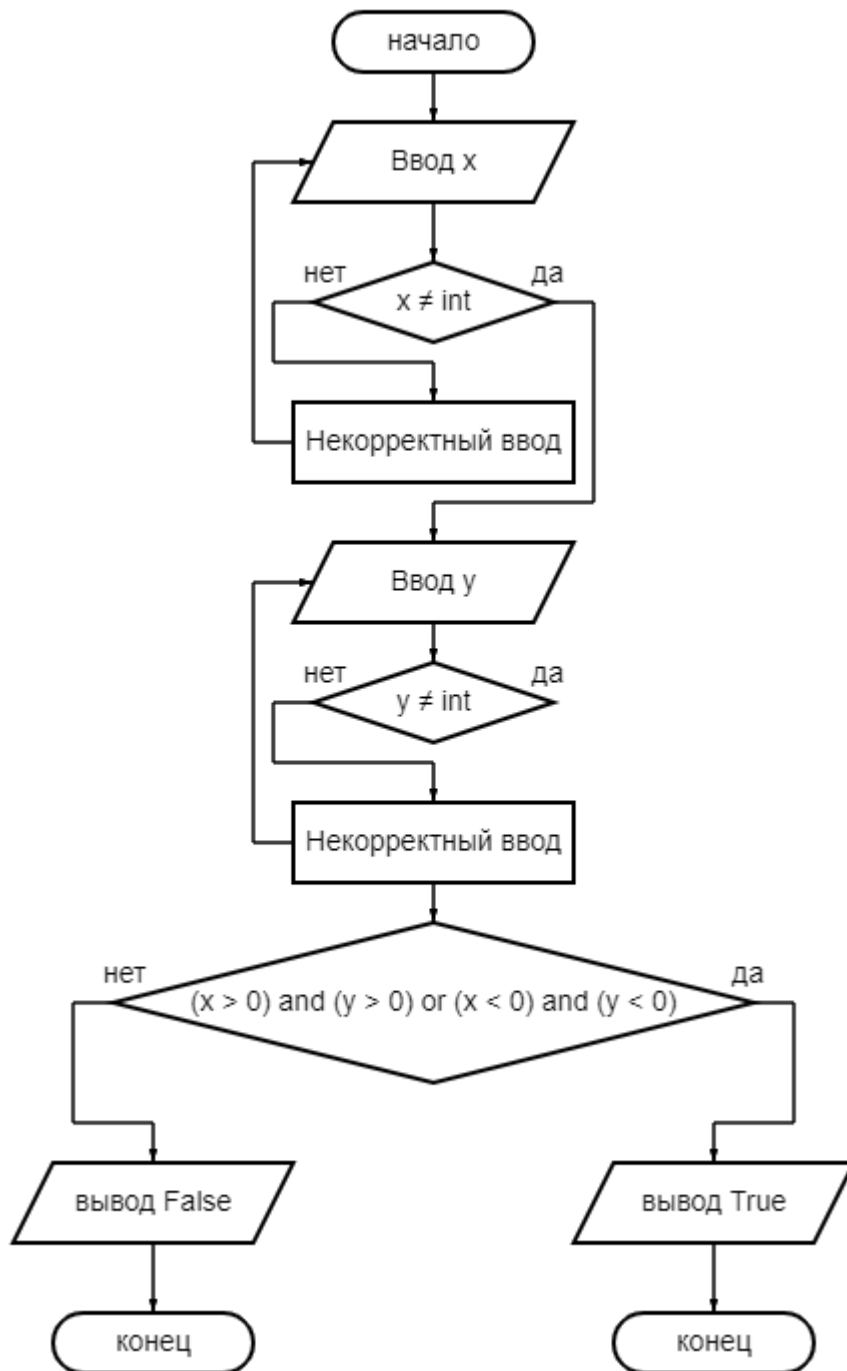 начало
Ввод x
нет
да
x ≠ int
Некорректный ввод
Ввод y
нет
да
y ≠ int
Некорректный ввод
нет
да
(x > 0) and (y > 0) or (x < 0) and (y < 0)
вывод False
вывод True
конец
конец